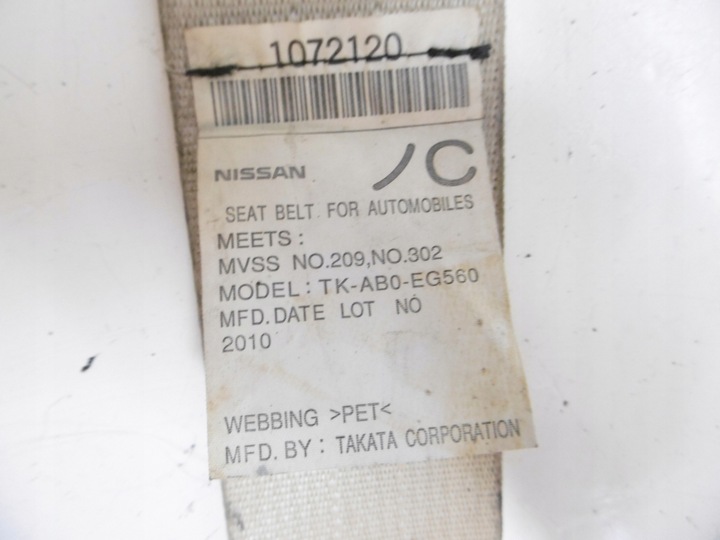 1072120
NISSAN /C
SEAT BELT FOR AUTOMOBILES
MEETS :
MVSS NO.209,NO.302
MODEL : TK-AB0-EG560
MFD.DATE LOT NO
2010
WEBBING >PET<
MFD.BY : TAKATA CORPORATION